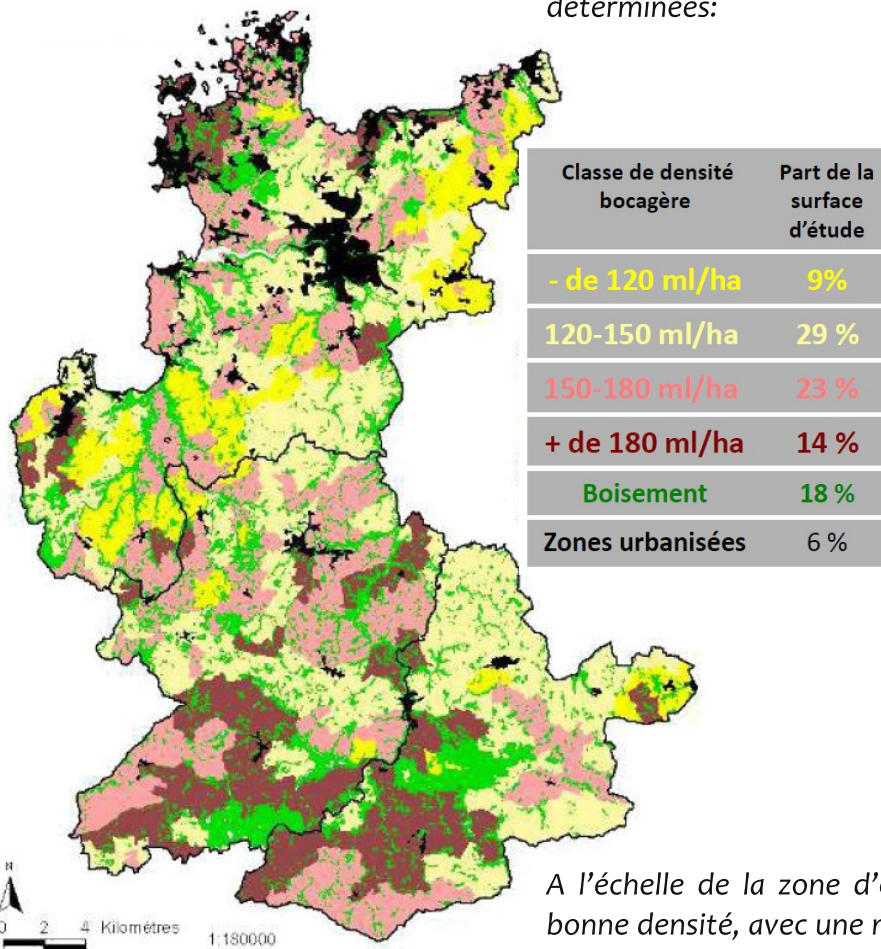 déterminées:
Classe de densité bocagère
Part de la surface d'étude
- de 120 ml/ha 9%
120-150 ml/ha 29 %
150-180 ml/ha 23 %
+ de 180 ml/ha 14 %
Boisement 18 %
Zones urbanisées 6 %
A l'échelle de la zone d'
bonne densité, avec une
N
0 2 4 Kilomètres
1:180000